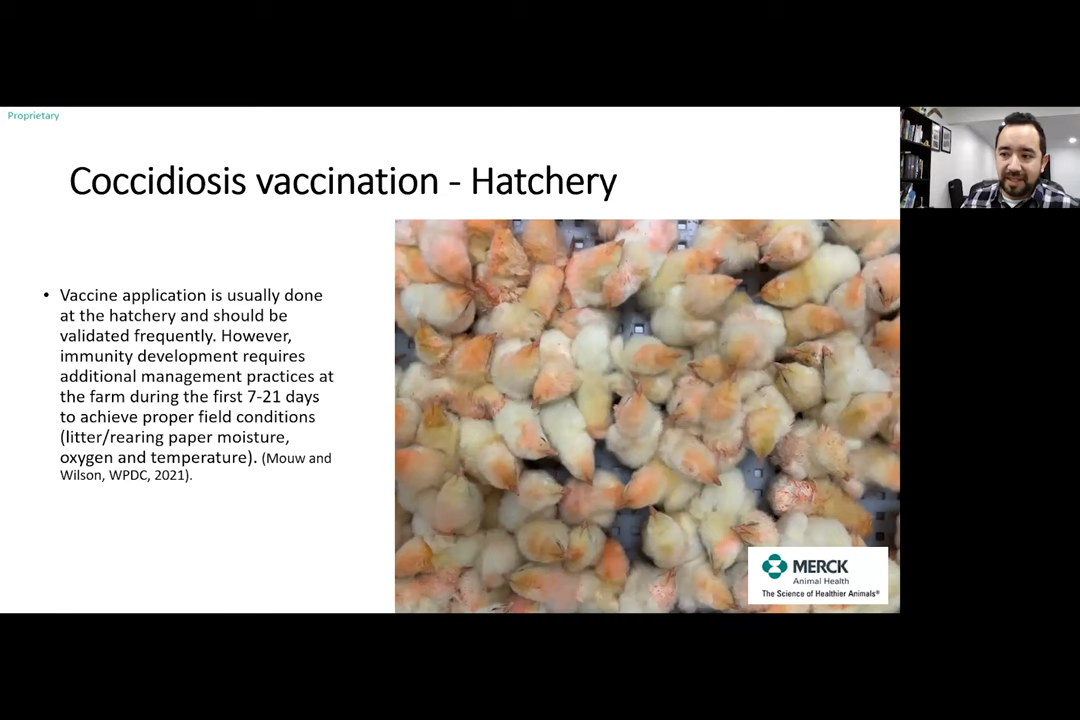 Proprietary
Coccidiosis vaccination - Hatchery
• Vaccine application is usually done
at the hatchery and should be
validated frequently. However,
immunity development requires
additional management practices at
the farm during the first 7-21 days
to achieve proper field conditions
(litter/rearing paper moisture,
oxygen and temperature). (Mouw and
Wilson, WPDC, 2021).
MERCK
Animal Health
The Science of Healthier Animals®